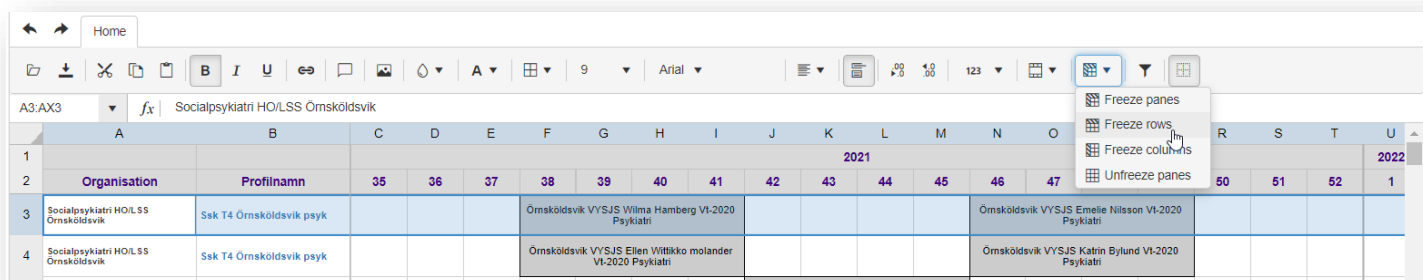 Home
B I U A 9 Arial .00 .0 .0 .00 123
A3:AX3 fx Socialpsykiatri HO/LSS Örnsköldsvik
Freeze panes
Freeze rows
Freeze columns
Unfreeze panes
A B C D E F G H I J K L M N O R S T U
1 2021 2022
2 Organisation Profilnamn 35 36 37 38 39 40 41 42 43 44 45 46 47 50 51 52 1
3 Socialpsykiatri HO/LSS Örnsköldsvik Ssk T4 Örnsköldsvik psyk Örnsköldsvik VYSJS Wilma Hamberg Vt-2020 Psykiatri Örnsköldsvik VYSJS Emelie Nilsson Vt-2020 Psykiatri
4 Socialpsykiatri HO/LSS Örnsköldsvik Ssk T4 Örnsköldsvik psyk Örnsköldsvik VYSJS Ellen Wittikko molander Vt-2020 Psykiatri Örnsköldsvik VYSJS Katrin Bylund Vt-2020 Psykiatri